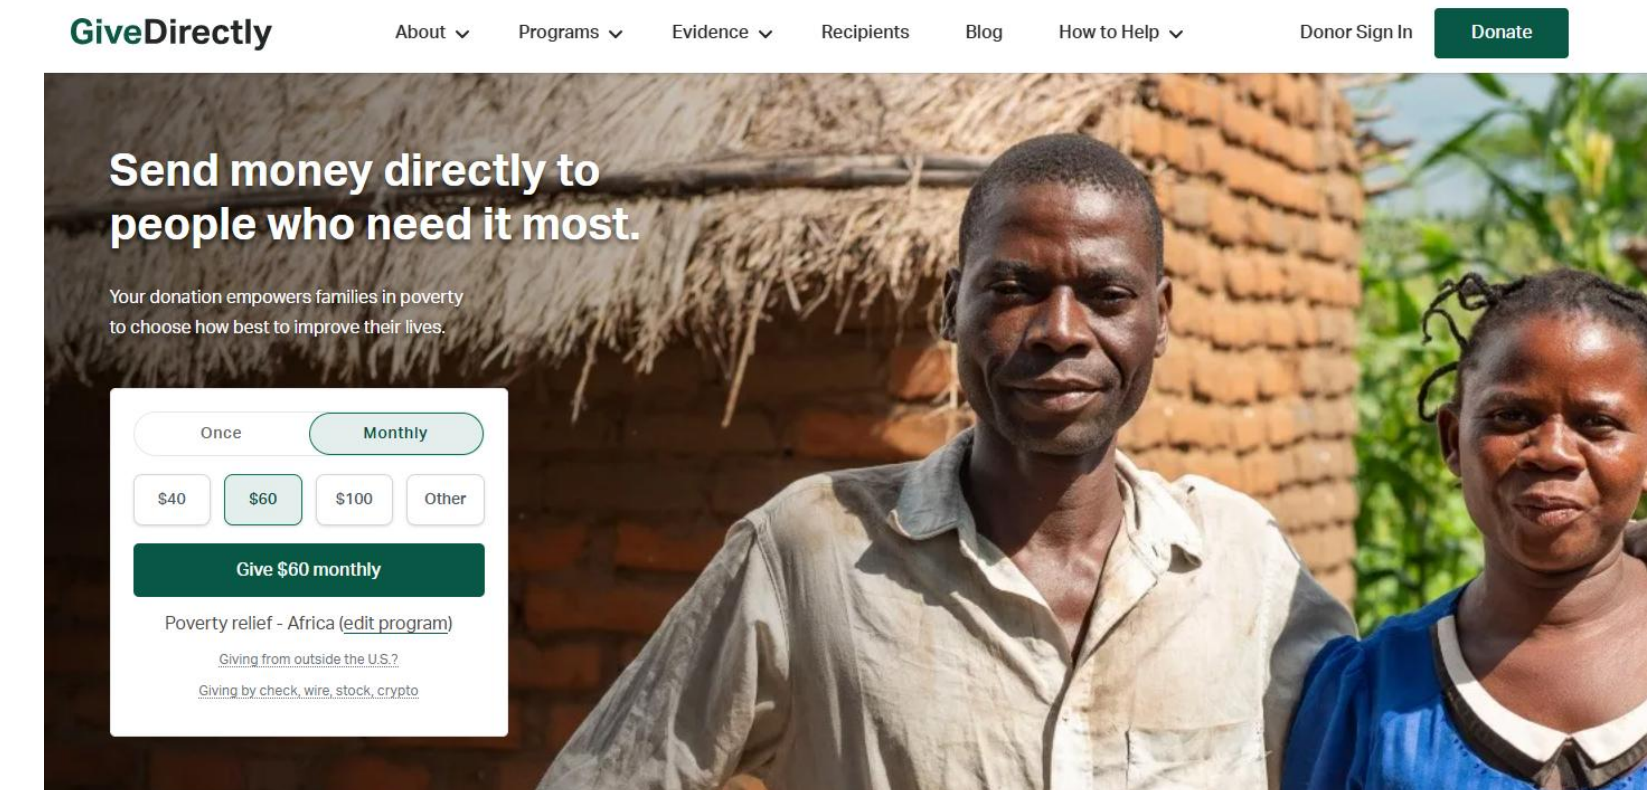 GiveDirectly
About
Programs
Evidence
Recipients
Blog
How to Help
Donor Sign In
Donate
Send money directly to
people who need it most.
Your donation empowers families in poverty
to choose how best to improve their lives.
Once
Monthly
$40
$60
$100
Other
Give $60 monthly
Poverty relief - Africa (edit program)
Giving from outside the U.S.?
Giving by check, wire, stock, crypto